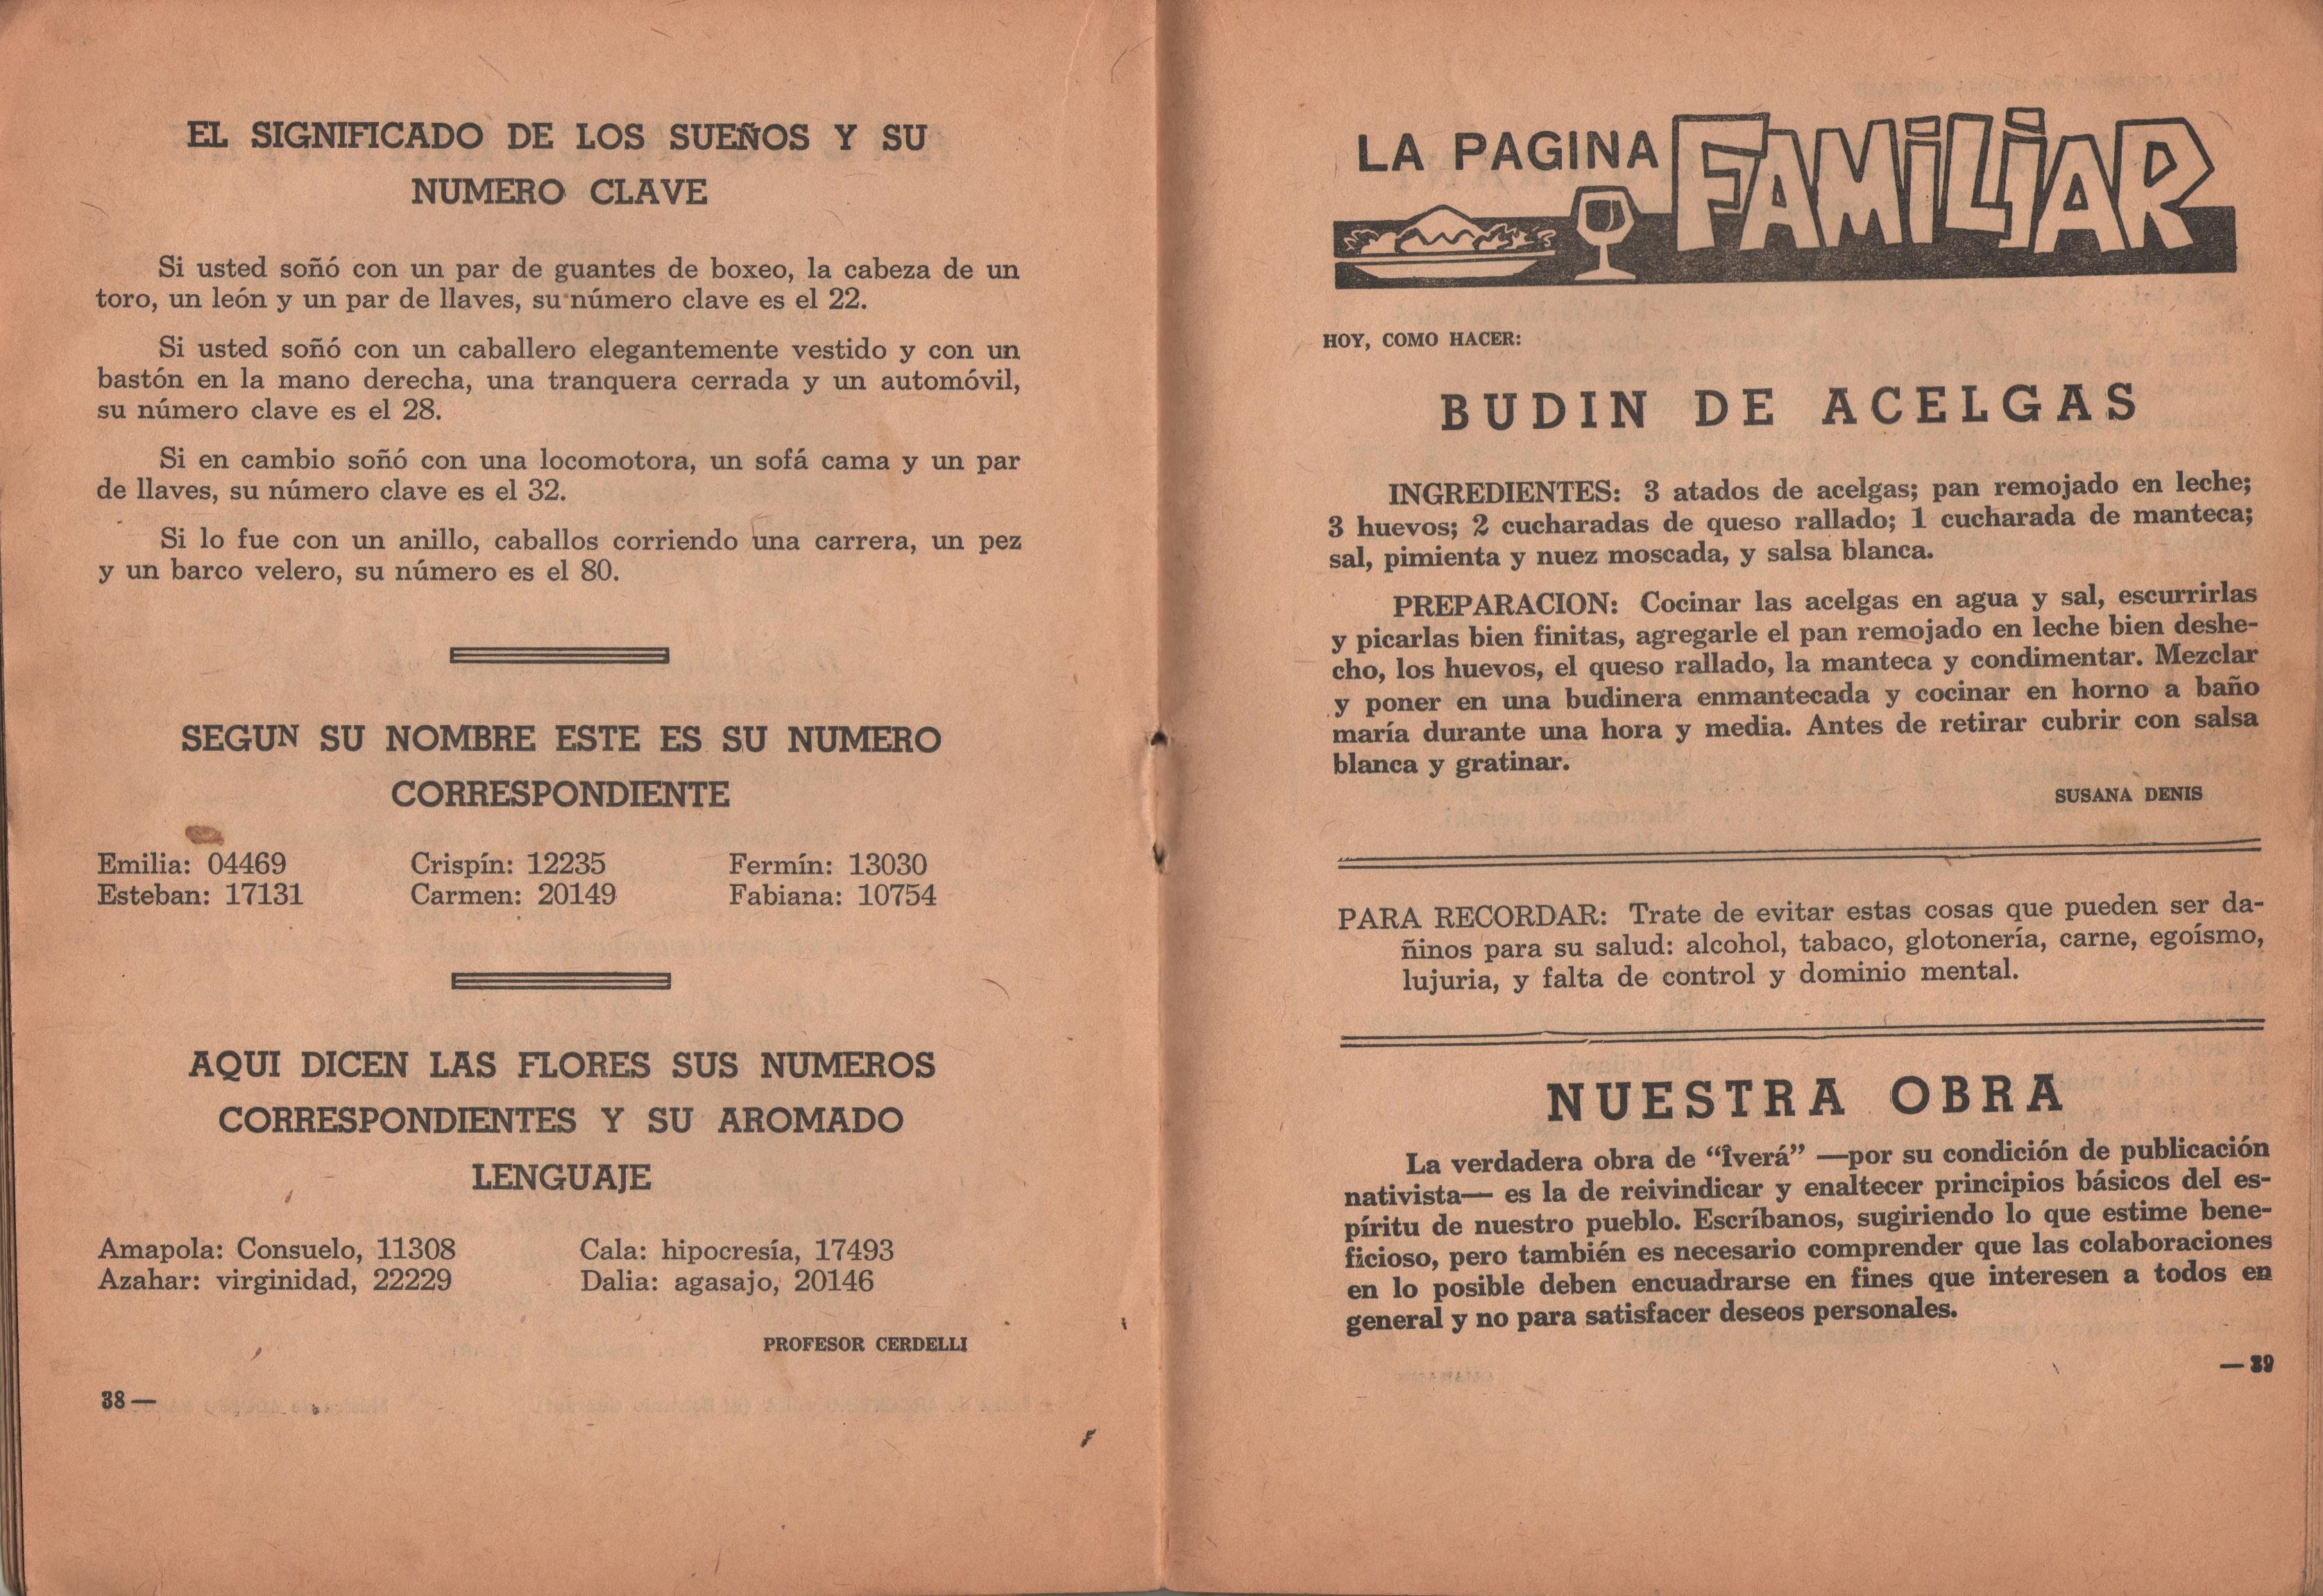 EL SIGNIFICADO DE LOS SUEÑOS Y SU
NUMERO CLAVE
Si usted soñó con un par de guantes de boxeo, la cabeza de un
toro, un león y un par de llaves, su número clave es el 22.
Si usted soñó con un caballero elegantemente vestido y con un
bastón en la mano derecha, una tranquera cerrada y un automóvil,
su número clave es el 28.
Si en cambio soñó con una locomotora, un sofá cama y un par
de llaves, su número clave es el 32.
Si lo fue con un anillo, caballos corriendo una carrera, un pez
y un barco velero, su número es el 80.
SEGUN SU NOMBRE ESTE ES SU NUMERO
CORRESPONDIENTE
Emilia: 04469 Crispín: 12235 Fermín: 13030
Esteban: 17131 Carmen: 20149 Fabiana: 10754
AQUI DICEN LAS FLORES SUS NUMEROS
CORRESPONDIENTES Y SU AROMADO
LENGUAJE
Amapola: Consuelo, 11308 Cala: hipocresía, 17493
Azahar: virginidad, 22229 Dalia: agasajo, 20146
PROFESOR CERDELLI
38 —
LA PAGINA FAMILIAR
HOY, COMO HACER:
BUDIN DE ACELGAS
INGREDIENTES: 3 atados de acelgas; pan remojado en leche;
3 huevos; 2 cucharadas de queso rallado; 1 cucharada de manteca;
sal, pimienta y nuez moscada, y salsa blanca.
PREPARACION: Cocinar las acelgas en agua y sal, escurrirlas
y picarlas bien finitas, agregarle el pan remojado en leche bien deshe-
cho, los huevos, el queso rallado, la manteca y condimentar. Mezclar
y poner en una budinera enmantecada y cocinar en horno a baño
maría durante una hora y media. Antes de retirar cubrir con salsa
blanca y gratinar.
SUSANA DENIS
PARA RECORDAR: Trate de evitar estas cosas que pueden ser da-
ñinos para su salud: alcohol, tabaco, glotonería, carne, egoísmo,
lujuria, y falta de control y dominio mental.
NUESTRA OBRA
La verdadera obra de “Îverá” —por su condición de publicación
nativista— es la de reivindicar y enaltecer principios básicos del es-
píritu de nuestro pueblo. Escríbanos, sugiriendo lo que estime bene-
ficioso, pero también es necesario comprender que las colaboraciones
en lo posible deben encuadrarse en fines que interesen a todos en
general y no para satisfacer deseos personales.
— 39